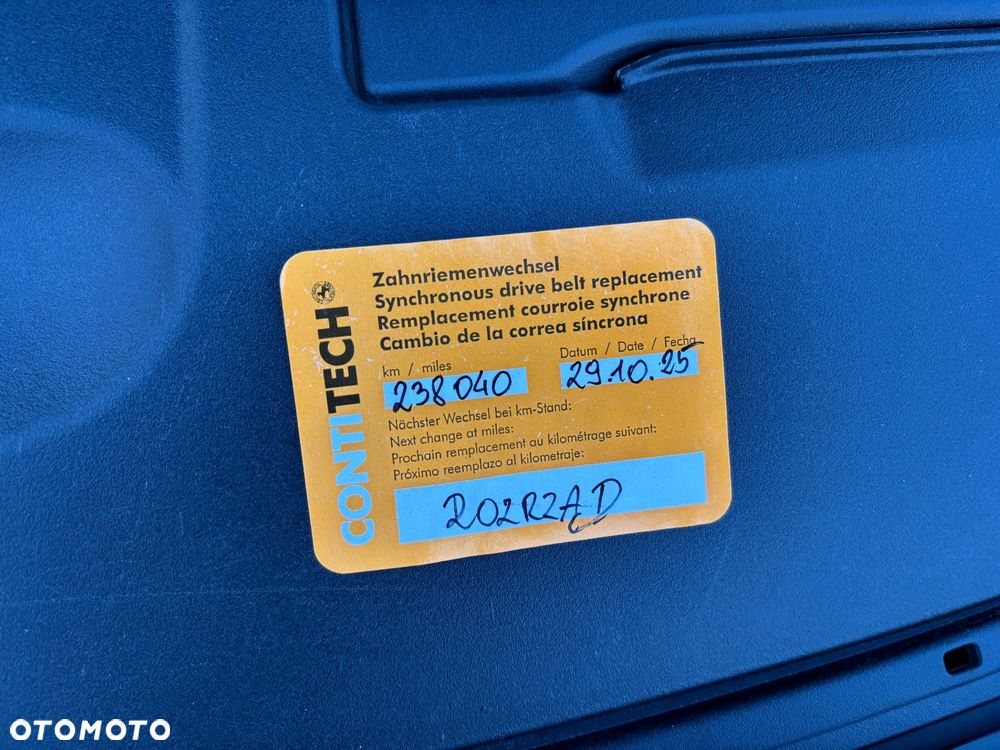 CONTITECH
Zahnriemenwechsel
Synchronous drive belt replacement
Remplacement courroie synchrone
Cambio de la correa síncrona
km / miles
238 040
Datum / Date / Fecha
29.10.25
Nächster Wechsel bei km-Stand:
Next change at miles:
Prochain remplacement au kilométrage suivant:
Próximo reemplazo al kilometraje:
ROZRZĄD
OTOMOTO